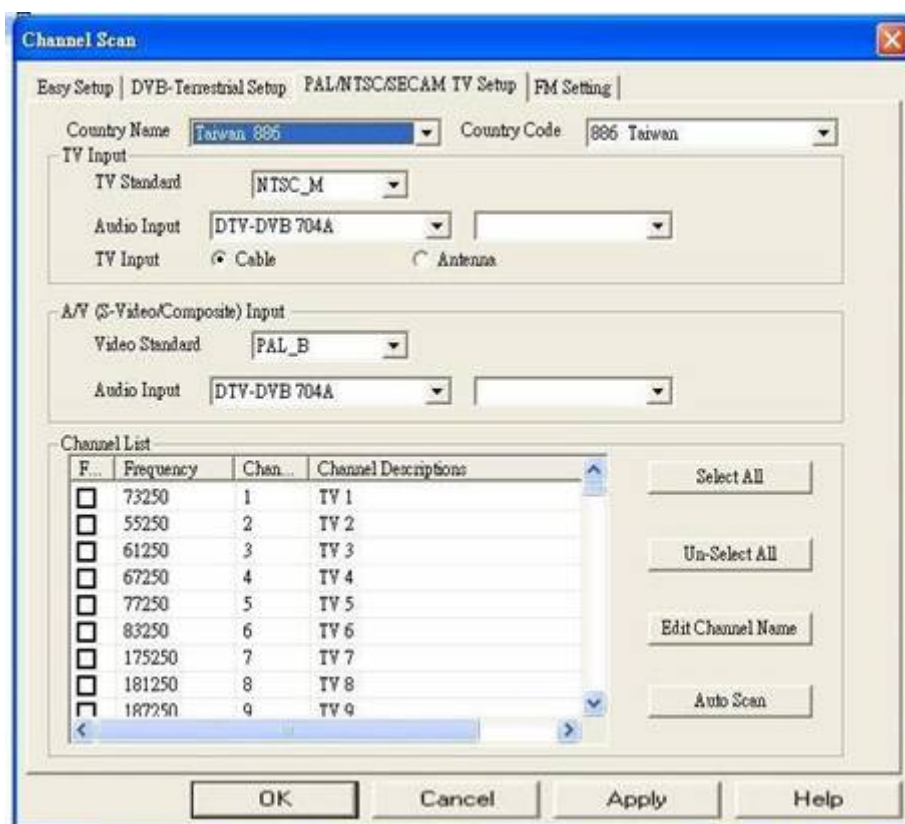 Channel Scan
Easy Setup DVB-Terrestrial Setup PAL/NTSC/SECAM TV Setup FM Setting
Country Name Taiwan 886 Country Code 886 Taiwan
TV Input
TV Standard NTSC_M
Audio Input DTV-DVB 704A
TV Input Cable Antenna
A/V (S-Video/Composite) Input
Video Standard PAL_B
Audio Input DTV-DVB 704A
Channel List
F... Frequency Chan... Channel Descriptions
73250 1 TV 1
55250 2 TV 2
61250 3 TV 3
67250 4 TV 4
77250 5 TV 5
83250 6 TV 6
175250 7 TV 7
181250 8 TV 8
187250 9 TV 9
Select All
Un-Select All
Edit Channel Name
Auto Scan
OK Cancel Apply Help